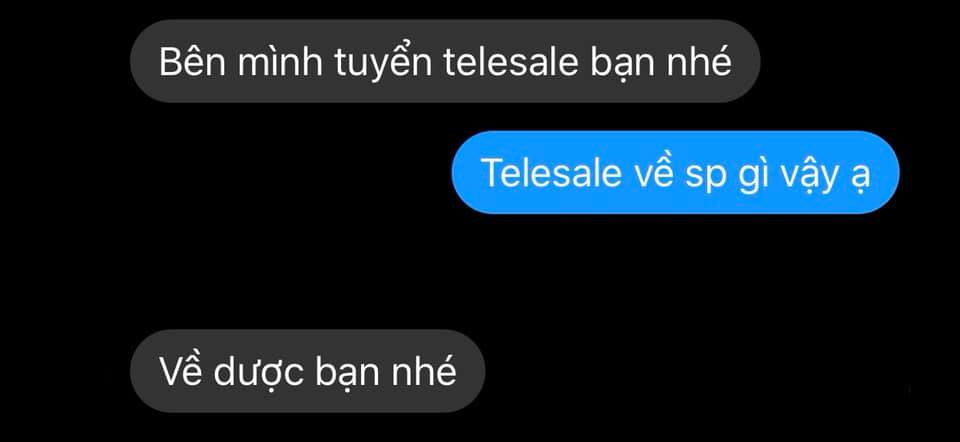 Bên mình tuyển telesale bạn nhé
Telesale về sp gì vậy ạ
Về dược bạn nhé